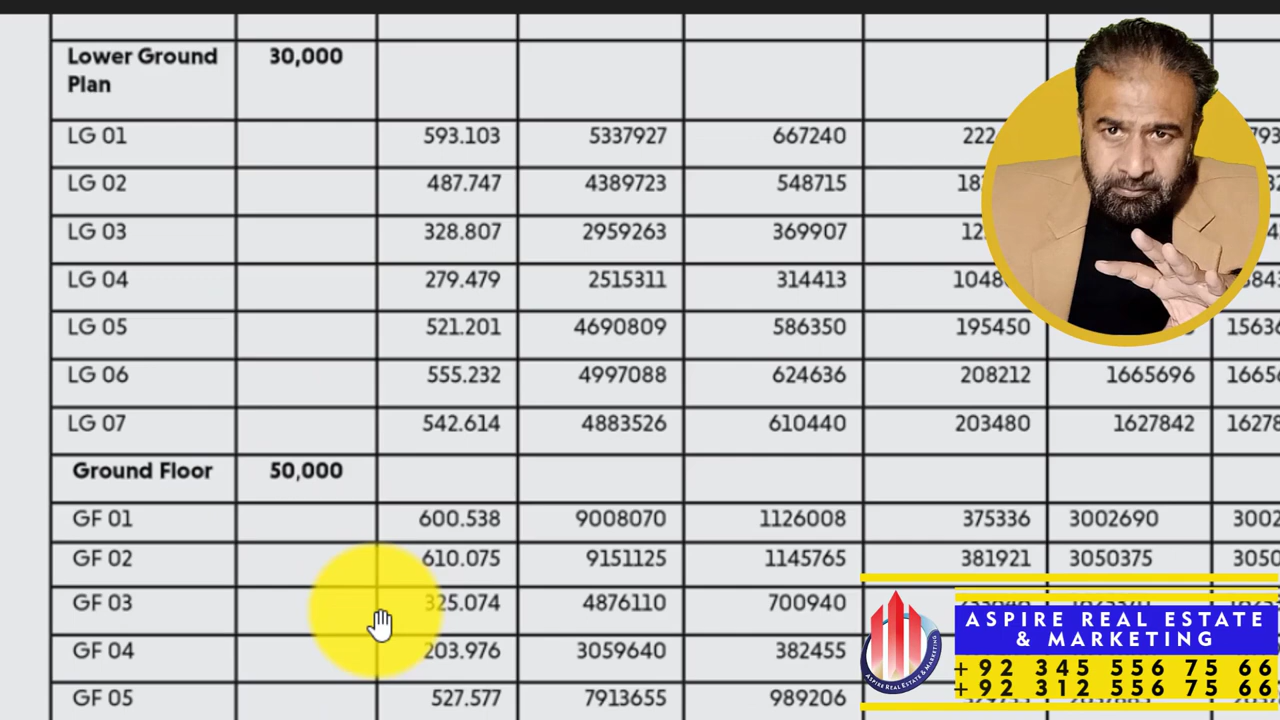 Lower Ground Plan 30,000
LG 01 593.103 5337927 667240 222
LG 02 487.747 4389723 548715
LG 03 328.807 2959263 369907
LG 04 279.479 2515311 314413
LG 05 521.201 4690809 586350 195450
LG 06 555.232 4997088 624636 208212 1665696
LG 07 542.614 4883526 610440 203480 1627842
Ground Floor 50,000
GF 01 600.538 9008070 1126008 375336 3002690
GF 02 610.075 9151125 1145765 381921 3050375
GF 03 325.074 4876110 700940
GF 04 203.976 3059640 382455
GF 05 527.577 7913655 989206
ASPIRE REAL ESTATE
& MARKETING
+92 345 556 75 66
+92 312 556 75 66
ASPIRE REAL ESTATE & MARKETING